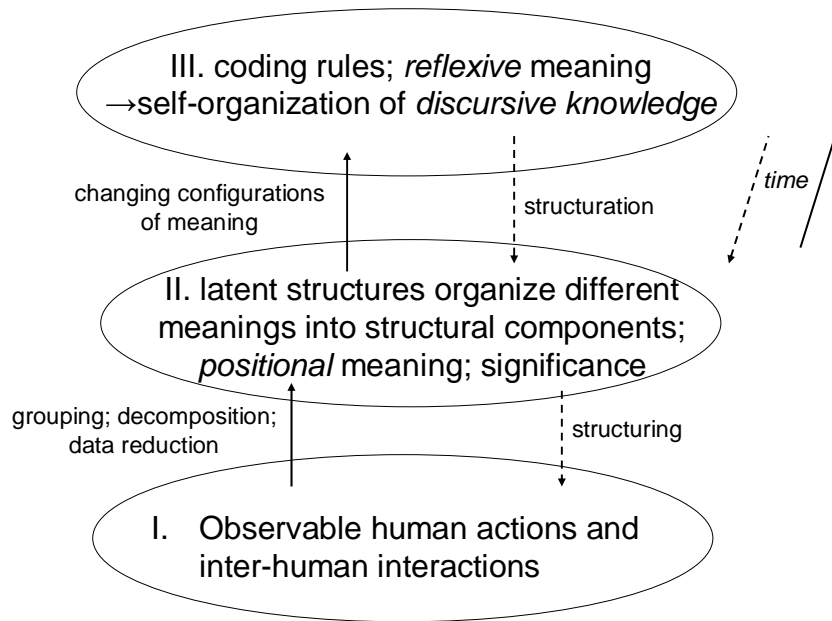 III. coding rules; reflexive meaning
→self-organization of discursive knowledge
changing configurations
of meaning
structuration
time
II. latent structures organize different
meanings into structural components;
positional meaning; significance
grouping; decomposition;
data reduction
structuring
I. Observable human actions and
inter-human interactions